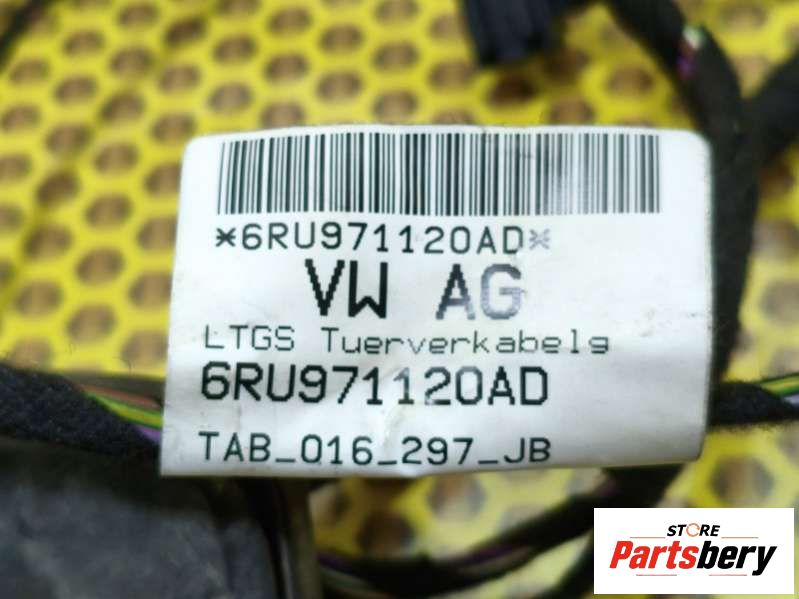 *6RU971120AD*
VW AG
LTGS Tuerverkabelg
6RU971120AD
TAB_016_297_JB
STORE
Partsbery